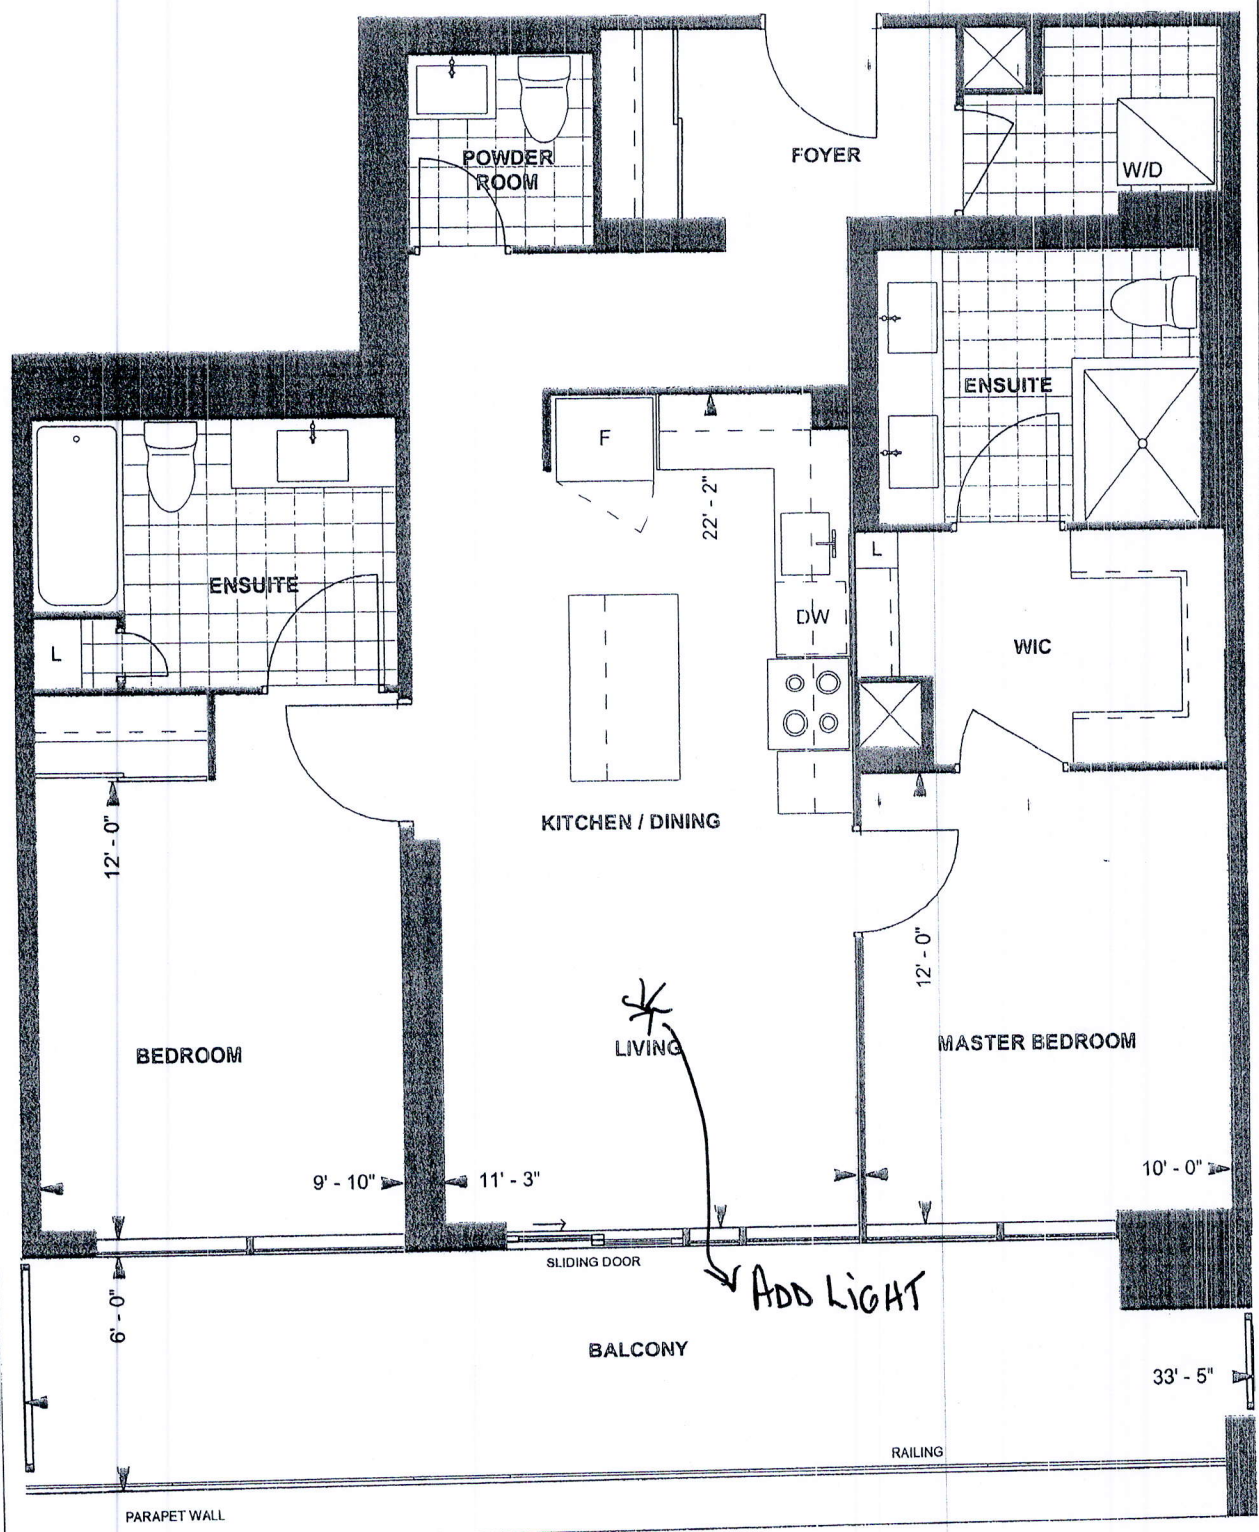 FOYER
POWDER
ROOM
W/D
ENSUITE
F
22' - 2"
L
ENSUITE
DW
WIC
L
KITCHEN / DINING
12' - 0"
12' - 0"
LIVING
BEDROOM
MASTER BEDROOM
9' - 10"
11' - 3"
10' - 0"
SLIDING DOOR
ADD LIGHT
6' - 0"
BALCONY
33' - 5"
RAILING
PARAPET WALL